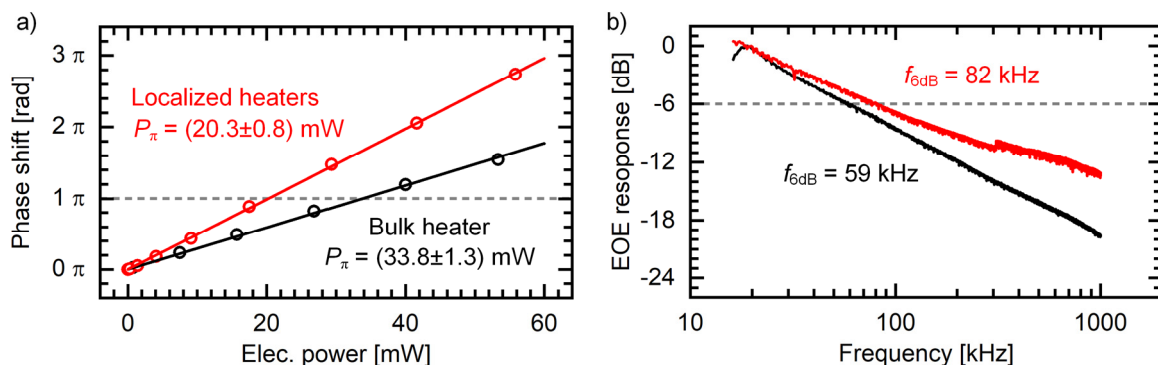 a)
Phase shift [rad]
3 π
2 π
1 π
0 π
Localized heaters
Pπ = (20.3±0.8) mW
Bulk heater
Pπ = (33.8±1.3) mW
0 20 40 60
Elec. power [mW]
b)
EOE resoponse [dB]
0
-6
-12
-18
-24
f6dB = 82 kHz
f6dB = 59 kHz
10 100 1000
Frequency [kHz]